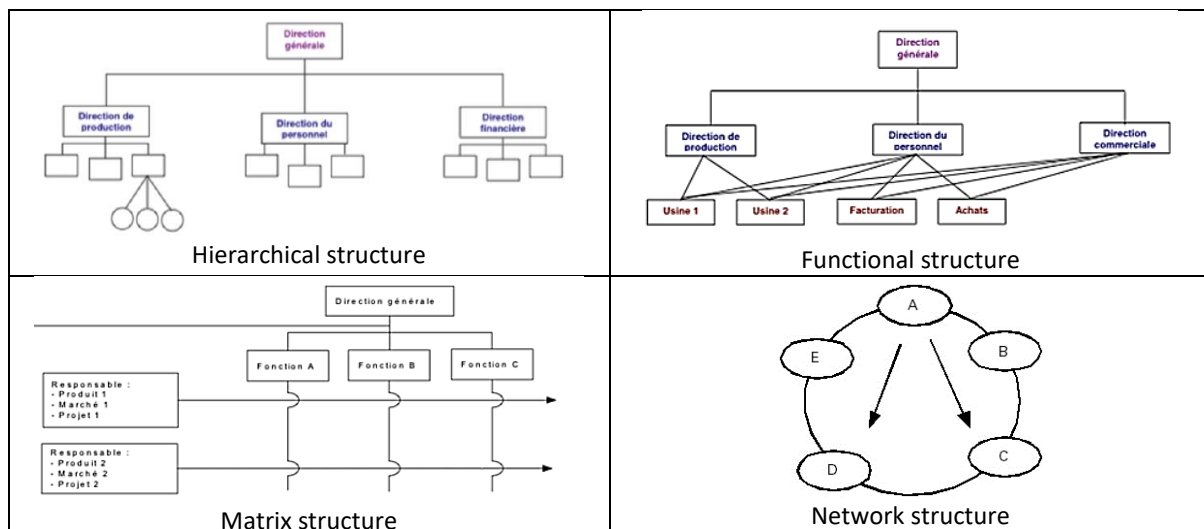 Direction
générale
Direction de
production
Direction du
personnel
Direction
financière
Hierarchical structure
Direction
générale
Direction de
production
Direction du
personnel
Direction
commerciale
Usine 1
Usine 2
Facturation
Achats
Functional structure
Direction générale
Fonction A
Fonction B
Fonction C
Responsable :
- Produit 1
- Marché 1
- Projet 1
Responsable :
- Produit 2
- Marché 2
- Projet 2
Matrix structure
A
B
E
C
D
Network structure